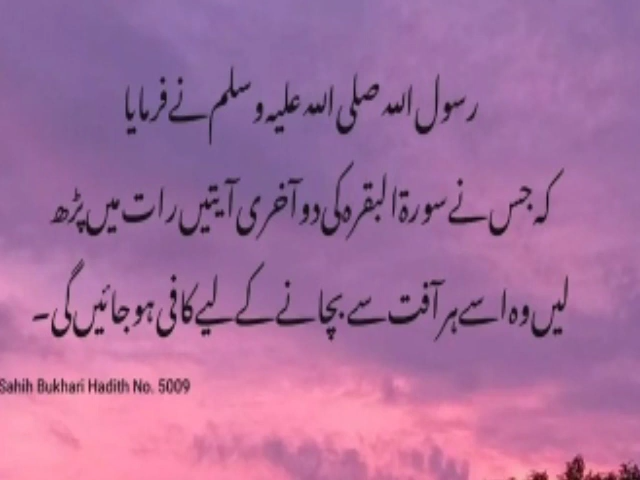 رسول اللہ صلی اللہ علیہ وسلم نے فرمایا
کہ جس نے سورۃ البقرہ کی دو آخری آیتیں رات میں پڑھ
لیں وہ اسے ہر آفت سے بچانے کے لیے کافی ہو جائیں گی۔
Sahih Bukhari Hadith No. 5009